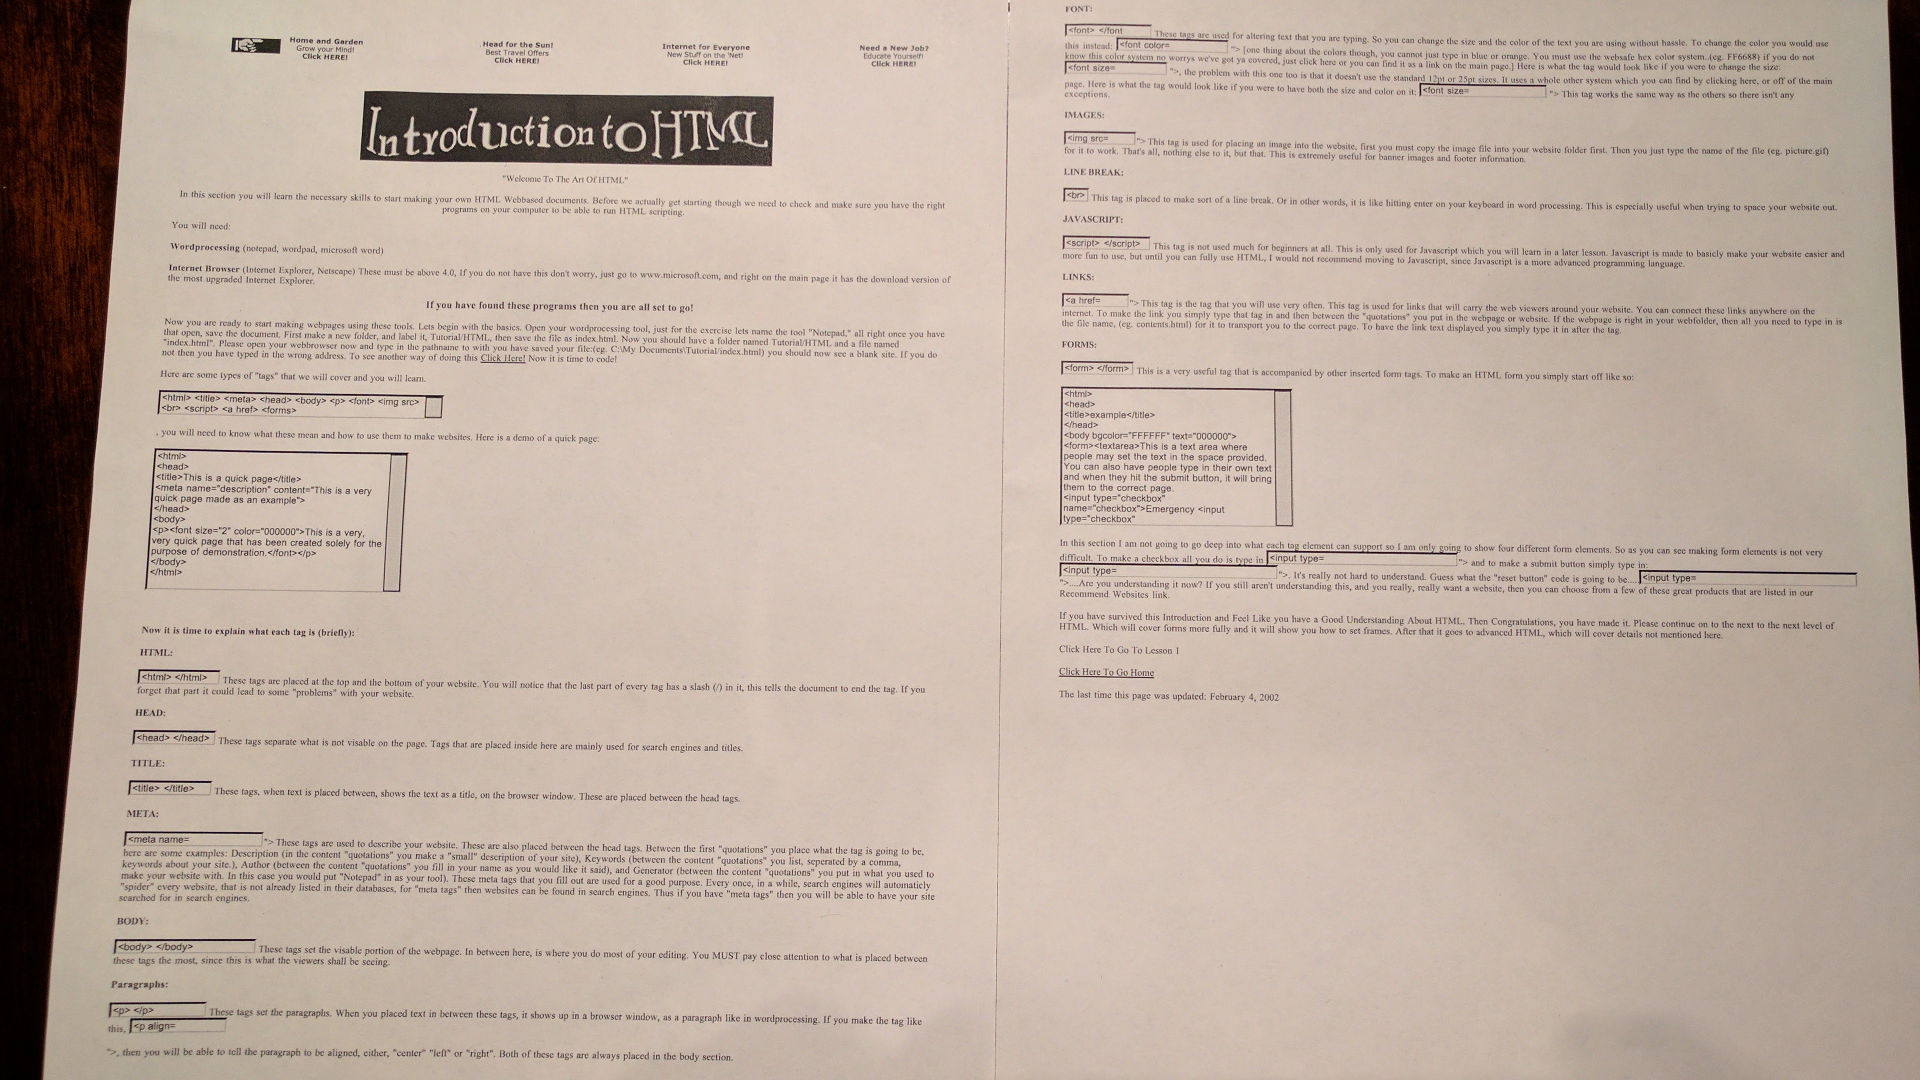 Home and Garden
Grow your Mind!
Click HERE!
Head for the Sun!
Best Travel Offers
Click HERE!
Internet for Everyone
New Stuff on the 'Net!
Click HERE!
Need a New Job?
Educate Yourself!
Click HERE!
Introduction to HTML
"Welcome To The Art Of HTML"
In this section you will learn the necessary skills to start making your own HTML Webbased documents. Before we actually get starting though we need to check and make sure you have the right
programs on your computer to be able to run HTML scripting.
You will need:
Wordprocessing (notepad, wordpad, microsoft word)
Internet Browser (Internet Explorer, Netscape) These must be above 4.0, If you do not have this don't worry, just go to www.microsoft.com, and right on the main page it has the download version of
the most upgraded Internet Explorer.
If you have found these programs then you are all set to go!
Now you are ready to start making webpages using these tools. Lets begin with the basics. Open your wordprocessing tool, just for the exercise lets name the tool "Notepad," all right once you have
that open, save the document. First make a new folder, and label it, Tutorial/HTML, then save the file as index.html. Now you should have a folder named Tutorial/HTML and a file named
"index.html". Please open your webbrowser now and type in the pathname to with you have saved your file:(eg. C:\My Documents\Tutorial/index.html) you should now see a blank site. If you do
not then you have typed in the wrong address. To see another way of doing this Click Here! Now it is time to code!
Here are some types of "tags" that we will cover and you will learn.
<html> <title> <meta> <head> <body> <p> <font> <img src>
<br> <script> <a href> <forms>
, you will need to know what these mean and how to use them to make websites. Here is a demo of a quick page:
<html>
<head>
<title>This is a quick page</title>
<meta name="description" content="This is a very
quick page made as an example">
</head>
<body>
<p><font size="2" color="000000">This is a very,
very quick page that has been created solely for the
purpose of demonstration.</font></p>
</body>
</html>
Now it is time to explain what each tag is (briefly):
HTML:
<html> </html> These tags are placed at the top and the bottom of your website. You will notice that the last part of every tag has a slash (/) in it, this tells the document to end the tag. If you
forget that part it could lead to some "problems" with your website.
HEAD:
<head> </head> These tags separate what is not visable on the page. Tags that are placed inside here are mainly used for search engines and titles.
TITLE:
<title> </title> These tags, when text is placed between, shows the text as a title, on the browser window. These are placed between the head tags.
META:
<meta name= "> These tags are used to describe your website. These are also placed between the head tags. Between the first "quotations" you place what the tag is going to be,
here are some examples: Description (in the content "quotations" you make a "small" description of your site), Keywords (between the content "quotations" you list, seperated by a comma,
keywords about your site.), Author (between the content "quotations" you fill in your name as you would like it said), and Generator (between the content "quotations" you put in what you used to
make your website with. In this case you would put "Notepad" in as your tool). These meta tags that you fill out are used for a good purpose. Every once, in a while, search engines will automaticly
"spider" every website, that is not already listed in their databases, for "meta tags" then websites can be found in search engines. Thus if you have "meta tags" then you will be able to have your site
searched for in search engines.
BODY:
<body> </body> These tags set the visable portion of the webpage. In between here, is where you do most of your editing. You MUST pay close attention to what is placed between
these tags the most, since this is what the viewers shall be seeing.
Paragraphs:
<p> </p> These tags set the paragraphs. When you placed text in between these tags, it shows up in a browser window, as a paragraph like in wordprocessing. If you make the tag like
this, <p align=
">, then you will be able to tell the paragraph to be aligned, either, "center" "left" or "right". Both of these tags are always placed in the body section.
FONT:
<font> </font These tags are used for altering text that you are typing. So you can change the size and the color of the text you are using without hassle. To change the color you would use
this instead: <font color= "> [one thing about the colors though, you cannot just type in blue or orange. You must use the websafe hex color system..(eg. FF6688) if you do not
know this color system no worrys we've got ya covered, just click here or you can find it as a link on the main page.] Here is what the tag would look like if you were to change the size:
<font size= ">, the problem with this one too is that it doesn't use the standard 12pt or 25pt sizes. It uses a whole other system which you can find by clicking here, or off of the main
page. Here is what the tag would look like if you were to have both the size and color on it: <font size= "> This tag works the same way as the others so there isn't any
exceptions.
IMAGES:
<img src= "> This tag is used for placing an image into the website, first you must copy the image file into your website folder first. Then you just type the name of the file (eg. picture.gif)
for it to work. That's all, nothing else to it, but that. This is extremely useful for banner images and footer information.
LINE BREAK:
<br> This tag is placed to make sort of a line break. Or in other words, it is like hitting enter on your keyboard in word processing. This is especially useful when trying to space your website out.
JAVASCRIPT:
<script> </script> This tag is not used much for beginners at all. This is only used for Javascript which you will learn in a later lesson. Javascript is made to basicly make your website easier and
more fun to use, but until you can fully use HTML, I would not recommend moving to Javascript, since Javascript is a more advanced programming language.
LINKS:
<a href= "> This tag is the tag that you will use very often. This tag is used for links that will carry the web viewers around your website. You can connect these links anywhere on the
internet. To make the link you simply type that tag in and then between the "quotations" you put in the webpage or website. If the webpage is right in your webfolder, then all you need to type in is
the file name, (eg. contents.html) for it to transport you to the correct page. To have the link text displayed you simply type it in after the tag.
FORMS:
<form> </form> This is a very useful tag that is accompanied by other inserted form tags. To make an HTML form you simply start off like so:
<html>
<head>
<title>example</title>
</head>
<body bgcolor="FFFFFF" text="000000">
<form><textarea>This is a text area where
people may set the text in the space provided.
You can also have people type in their own text
and when they hit the submit button, it will bring
them to the correct page.
<input type="checkbox"
name="checkbox">Emergency <input
type="checkbox"
In this section I am not going to go deep into what each tag element can support so I am only going to show four different form elements. So as you can see making form elements is not very
difficult. To make a checkbox all you do is type in <input type= "> and to make a submit button simply type in:
<input type= ">. It's really not hard to understand. Guess what the "reset button" code is going to be.... <input type=
">....Are you understanding it now? If you still aren't understanding this, and you really, really want a website, then you can choose from a few of these great products that are listed in our
Recommend Websites link.
If you have survived this Introduction and Feel Like you have a Good Understanding About HTML, Then Congratulations, you have made it. Please continue on to the next to the next level of
HTML. Which will cover forms more fully and it will show you how to set frames. After that it goes to advanced HTML, which will cover details not mentioned here.
Click Here To Go To Lesson 1
Click Here To Go Home
The last time this page was updated: February 4, 2002